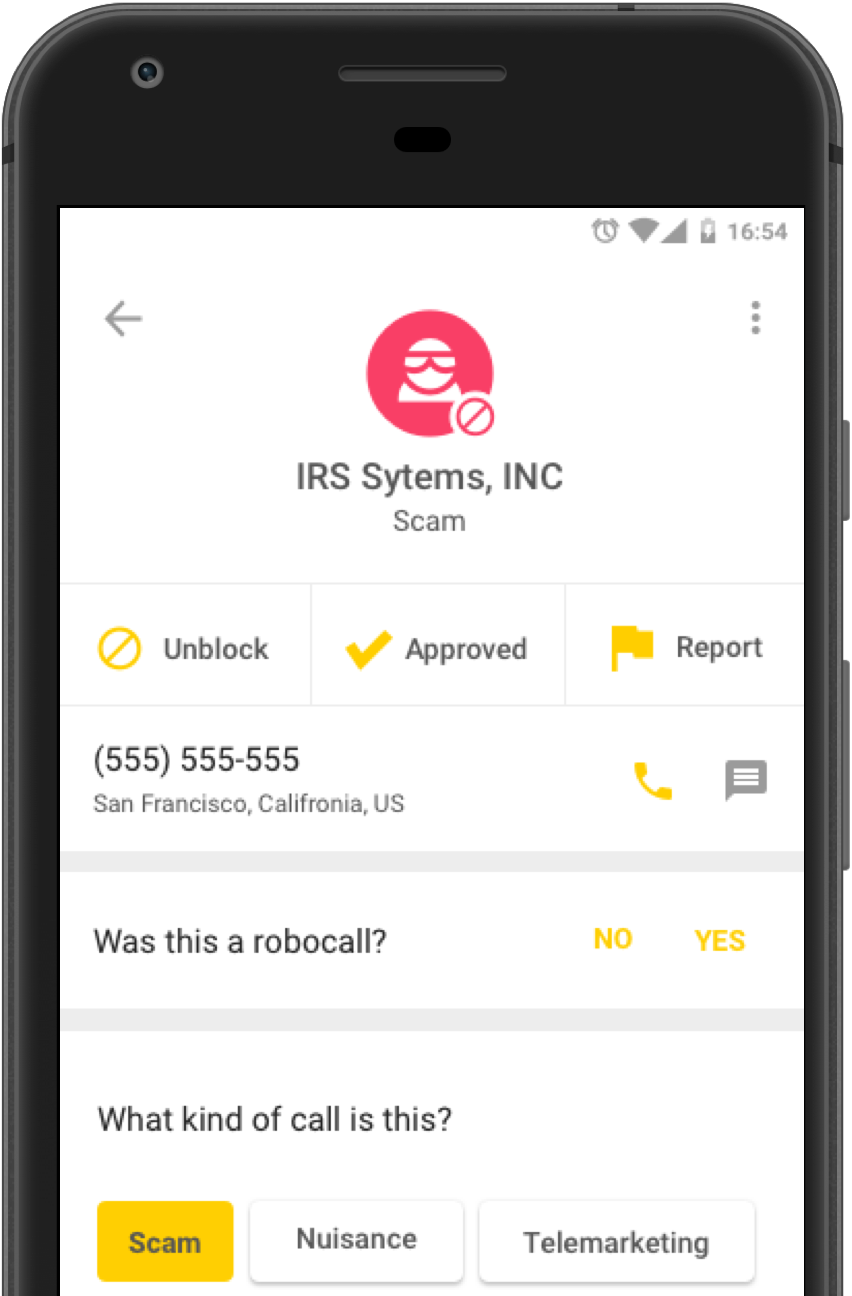 16:54
IRS Sytems, INC
Scam
Unblock Approved Report
(555) 555-555
San Francisco, Califronia, US
Was this a robocall? NO YES
What kind of call is this?
Scam Nuisance Telemarketing